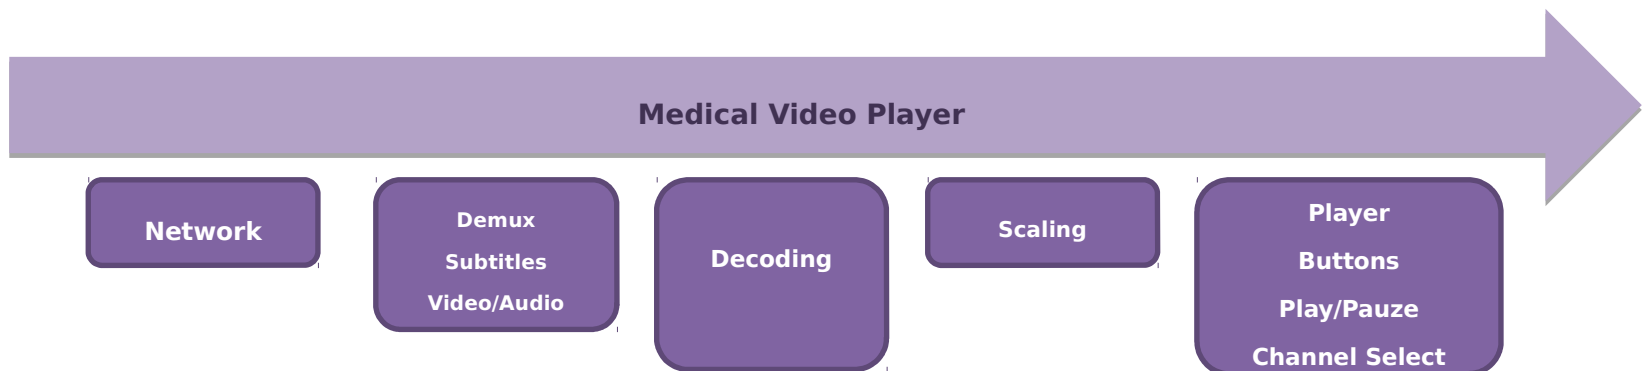 Medical Video Player
Network
Demux
Subtitles
Video/Audio
Decoding
Scaling
Player
Buttons
Play/Pauze
Channel Select